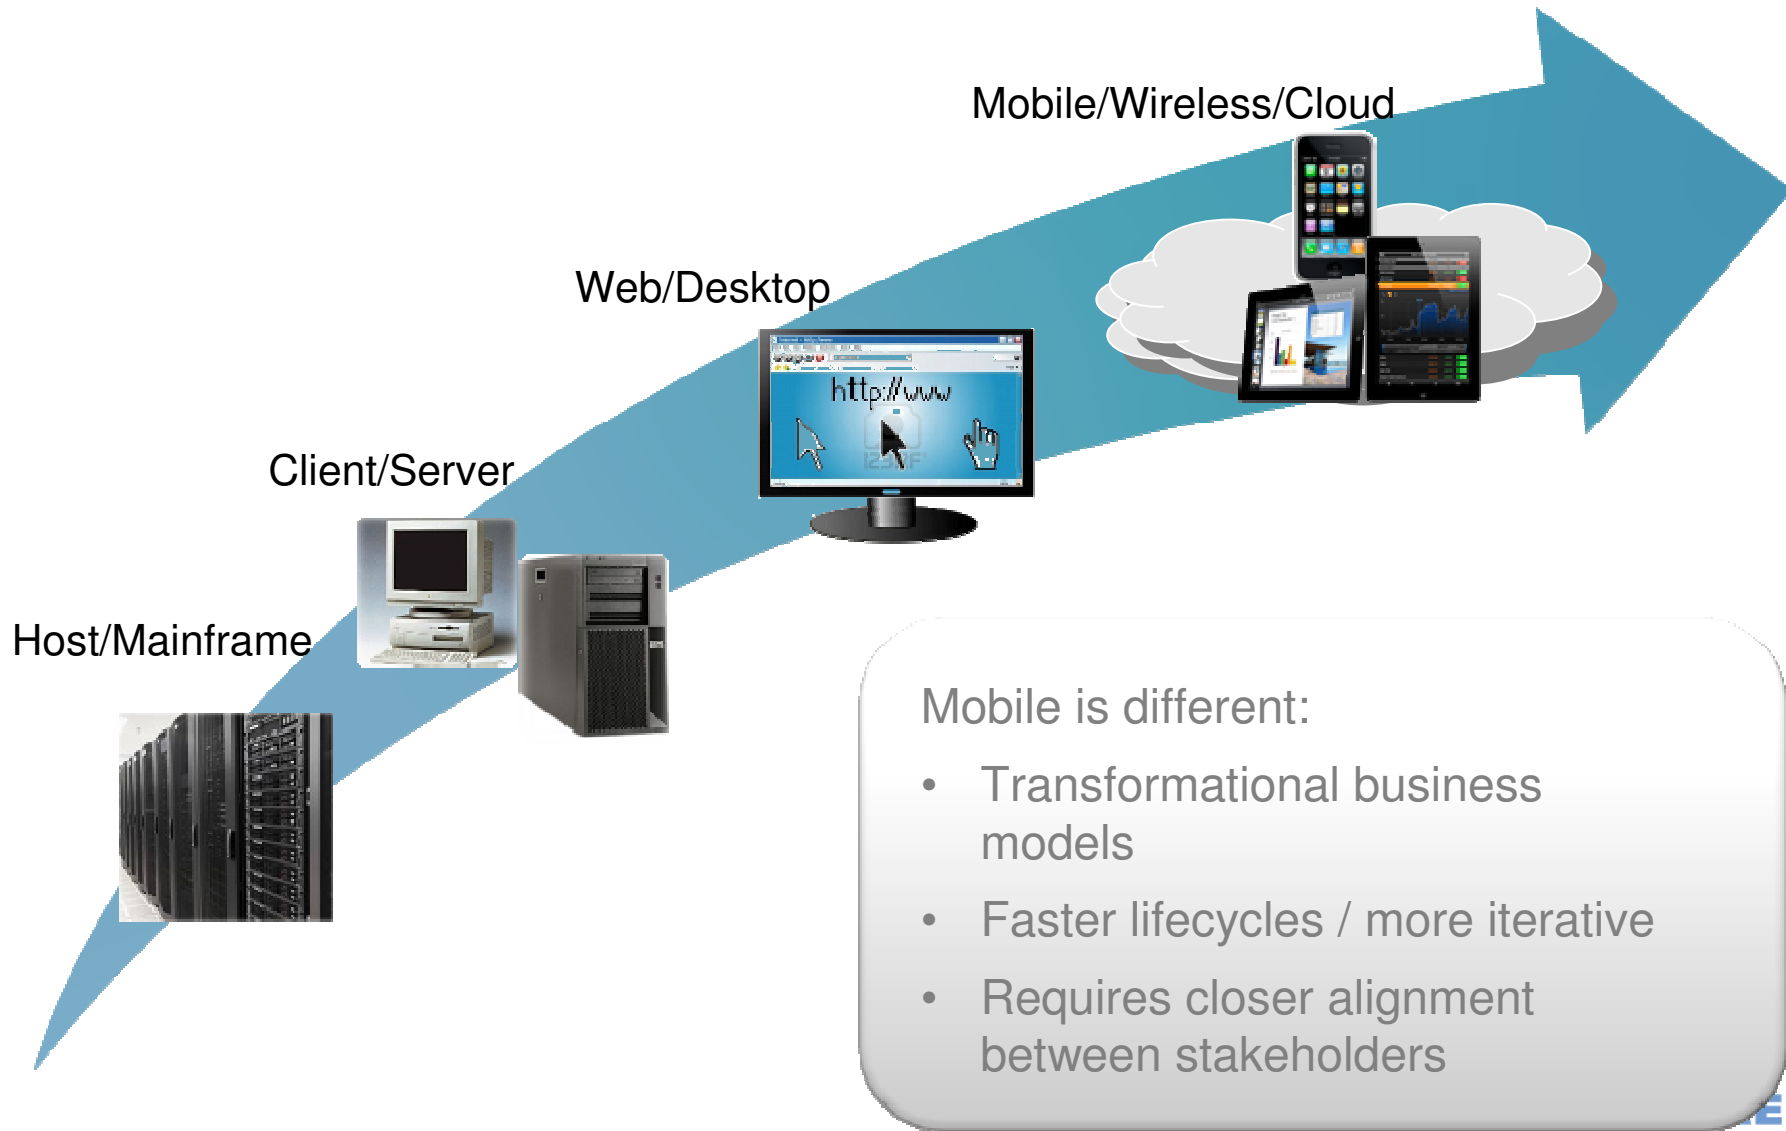 Mobile/Wireless/Cloud
Web/Desktop
http://www
Client/Server
Host/Mainframe
Mobile is different:
• Transformational business
models
• Faster lifecycles / more iterative
• Requires closer alignment
between stakeholders